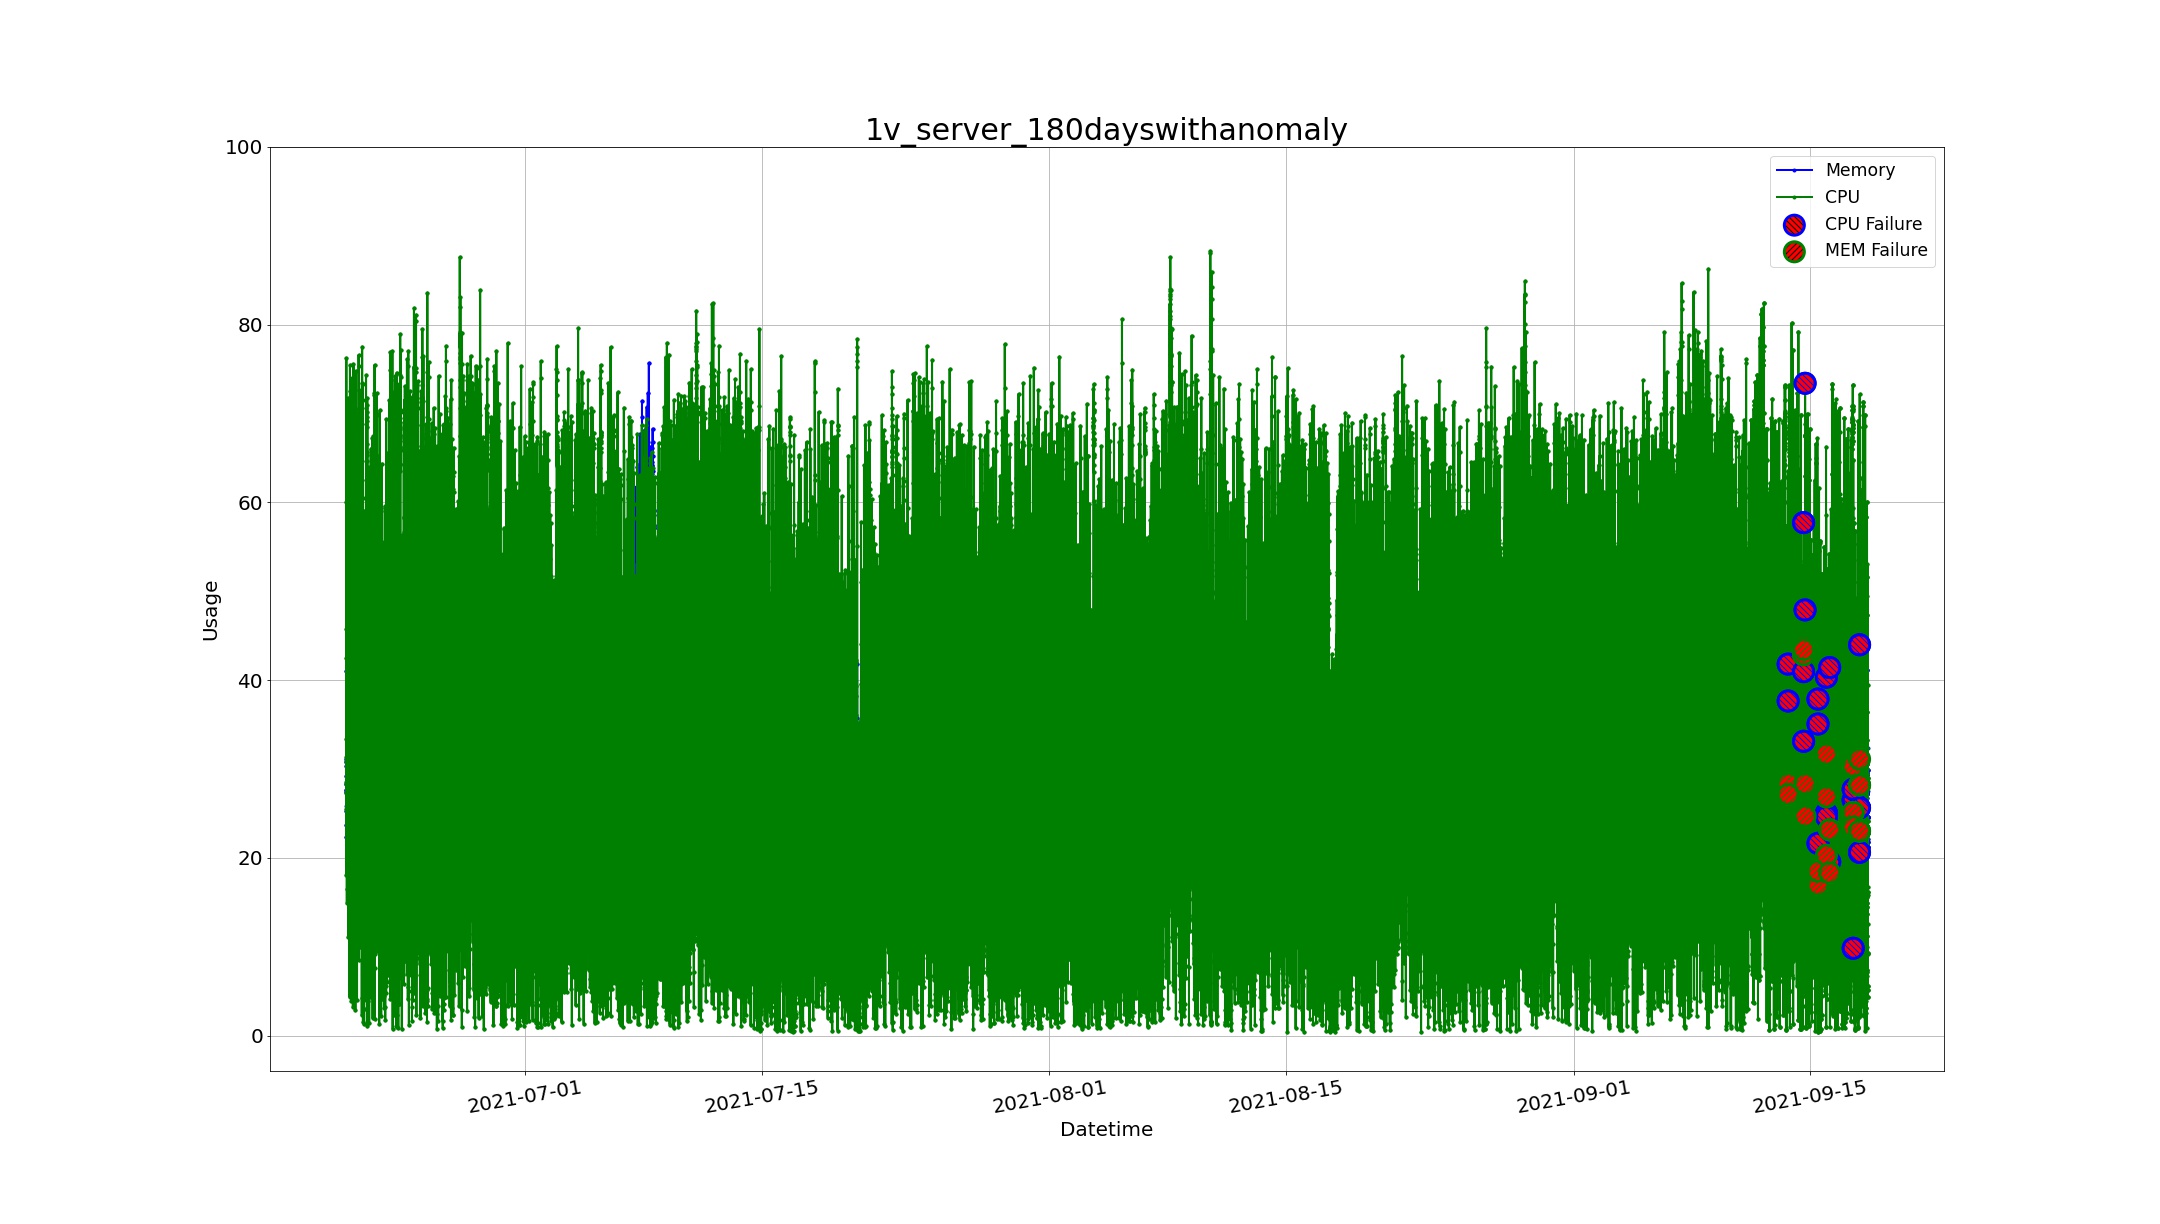 1v_server_180dayswithanomaly
100
80
60
40
20
0
Usage
Memory
CPU
CPU Failure
MEM Failure
2021-07-01
2021-07-15
2021-08-01
2021-08-15
2021-09-01
2021-09-15
Datetime